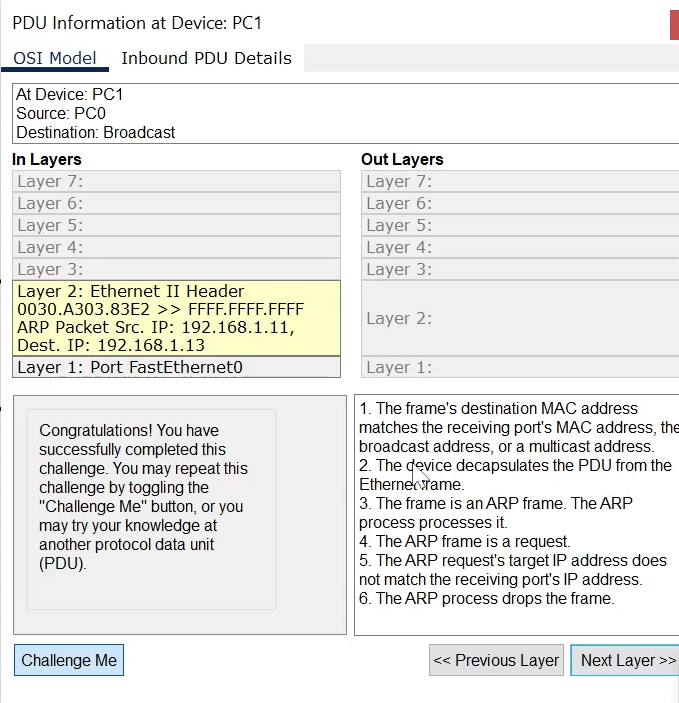 PDU Information at Device: PC1
OSI Model
Inbound PDU Details
At Device: PC1
Source: PC0
Destination: Broadcast
In Layers
Layer 7:
Layer 6:
Layer 5:
Layer 4:
Layer 3:
Layer 2: Ethernet II Header
0030.A303.83E2 >> FFFF.FFFF.FFFF
ARP Packet Src. IP: 192.168.1.11,
Dest. IP: 192.168.1.13
Layer 1: Port FastEthernet0
Out Layers
Layer 7:
Layer 6:
Layer 5:
Layer 4:
Layer 3:
Layer 2:
Layer 1:
Congratulations! You have
successfully completed this
challenge. You may repeat this
challenge by toggling the
"Challenge Me" button, or you
may try your knowledge at
another protocol data unit
(PDU).
1. The frame's destination MAC address
matches the receiving port's MAC address, the
broadcast address, or a multicast address.
2. The device decapsulates the PDU from the
Ethernet frame.
3. The frame is an ARP frame. The ARP
process processes it.
4. The ARP frame is a request.
5. The ARP request's target IP address does
not match the receiving port's IP address.
6. The ARP process drops the frame.
Challenge Me
<< Previous Layer
Next Layer >>